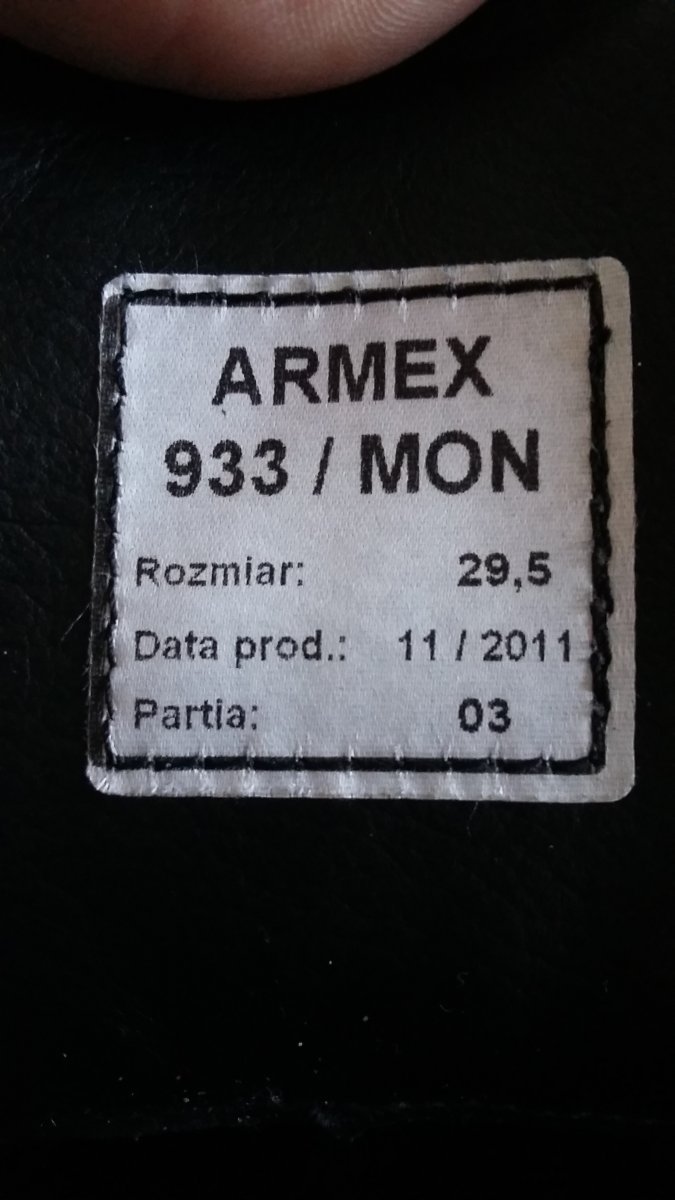 ARMEX
933 / MON
Rozmiar: 29,5
Data prod.: 11 / 2011
Partia: 03